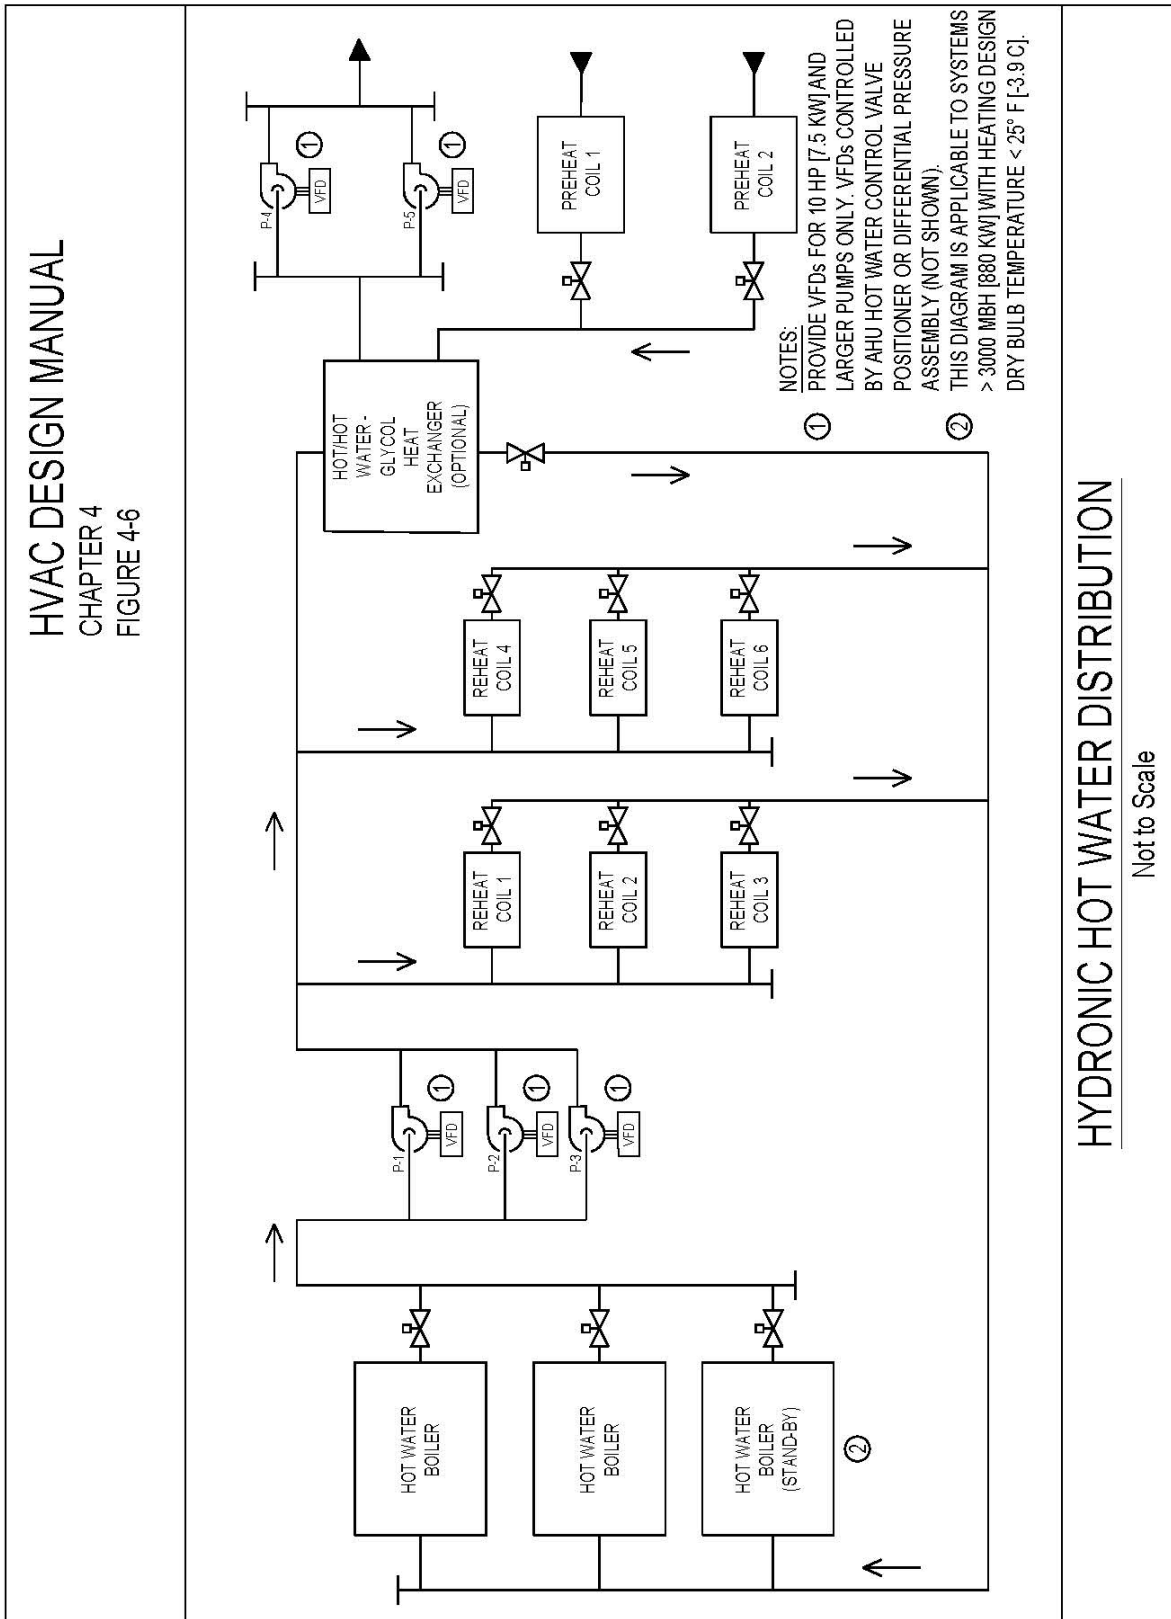 HVAC DESIGN MANUAL
CHAPTER 4
FIGURE 4-6
HOT WATER
BOILER
HOT WATER
BOILER
HOT WATER
BOILER
(STAND-BY)
2
P-1
VFD
1
P-2
VFD
1
P-3
VFD
1
REHEAT
COIL 1
REHEAT
COIL 2
REHEAT
COIL 3
REHEAT
COIL 4
REHEAT
COIL 5
REHEAT
COIL 6
HOT/HOT
WATER -
GLYCOL
HEAT
EXCHANGER
(OPTIONAL)
P-4
VFD
1
P-5
VFD
1
PREHEAT
COIL 1
PREHEAT
COIL 2
NOTES:
1 PROVIDE VFDs FOR 10 HP [7.5 KW] AND
LARGER PUMPS ONLY. VFDs CONTROLLED
BY AHU HOT WATER CONTROL VALVE
POSITIONER OR DIFFERENTIAL PRESSURE
ASSEMBLY (NOT SHOWN).
2 THIS DIAGRAM IS APPLICABLE TO SYSTEMS
> 3000 MBH [880 KW] WITH HEATING DESIGN
DRY BULB TEMPERATURE < 25° F [-3.9 C].
HYDRONIC HOT WATER DISTRIBUTION
Not to Scale